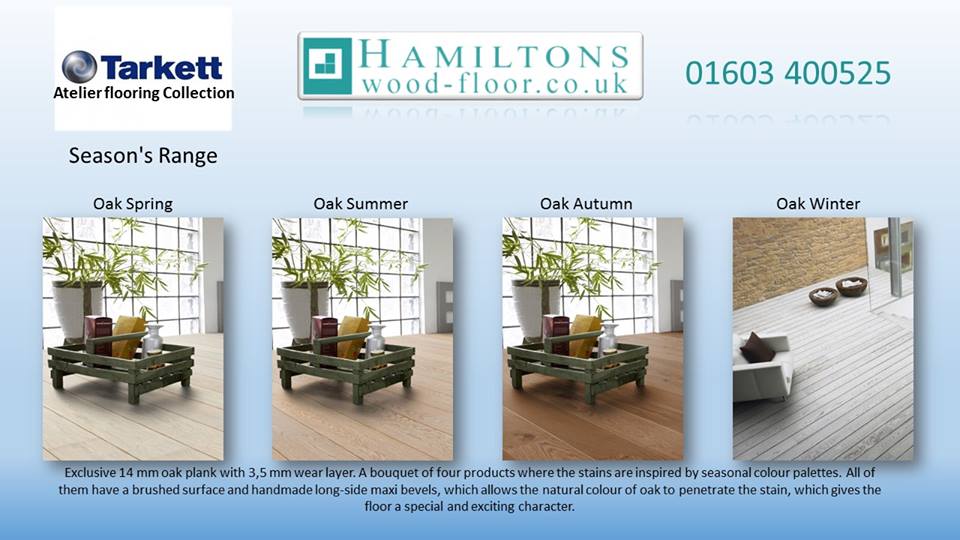 Tarkett
Atelier flooring Collection
HAMILTONS
wood-floor.co.uk
01603 400525
Season's Range
Oak Spring
Oak Summer
Oak Autumn
Oak Winter
Exclusive 14 mm oak plank with 3,5 mm wear layer. A bouquet of four products where the stains are inspired by seasonal colour palettes. All of
them have a brushed surface and handmade long-side maxi bevels, which allows the natural colour of oak to penetrate the stain, which gives the
floor a special and exciting character.